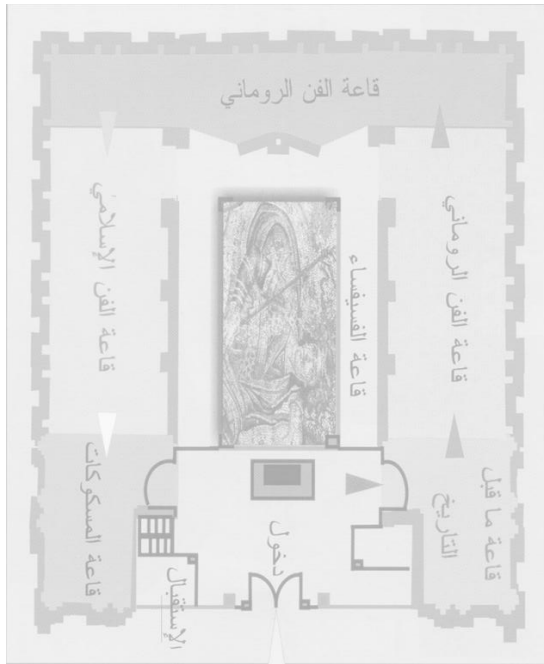 قاعة الفن الروماني
قاعة الفن الروماني
قاعة الفسيفساء
قاعة الفن الإسلامي
قاعة ما قبل
التاريخ
قاعة المسكوكات
دخول
الإستقبال